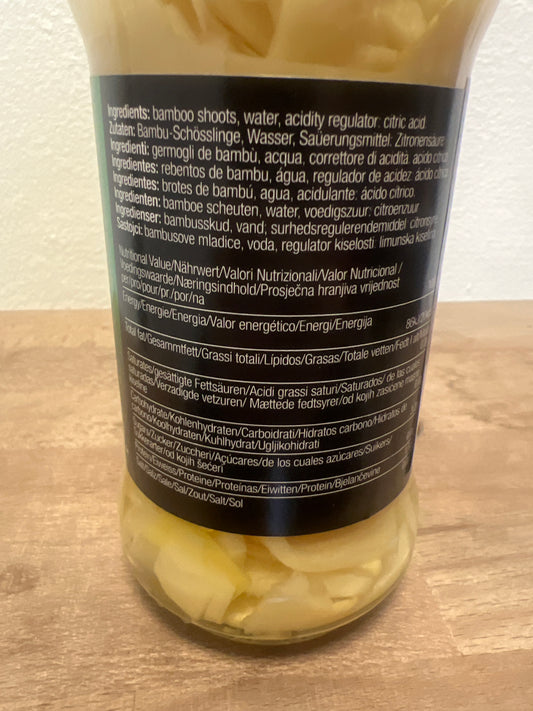 Ingredients: bamboo shoots, water, acidity regulator: citric acid
Zutaten: Bambu-Schösslinge, Wasser, Säuerungsmittel: Zitronensäure
Ingredienti: germogli de bambù, acqua, correttore di acidità: acido citrico
Ingredientes: rebentos de bambu, água, regulador de acidez: ácido
Ingredientes: brotes de bambú, agua, acidulante: ácido cítrico.
Ingredienten: bamboe scheuten, water, voedigszuur: citroenzuur
Ingredienser: bambusskud, vand, surhedsregulerendemiddel: citronsyre
Sastojci: bambusove mladice, voda, regulator kiselosti: limunska
Nutritional Value/Nährwert/Valori Nutrizionali/Valor Nutricional/
Voedingswaarde/Næringsindhold/Prosječna hranjiva vrijednost
per/pro/pour/pr./por/na
Energy/Energie/Energia/Valor energético/Energi/Energija
Total fat/Gesammtfett/Grassi totali/Lípidos/Grasas/Totale vetten/Fedt
Saturates/gesättigte Fettsäuren/Acidi grassi saturi/Saturados/ de las cuales
saturadas/Verzadigde vetzuren/ Mættede fedtsyrer/od kojih zasićene
Carbohydrate/Kohlenhydraten/Carboidrati/Hidratos carbono/Hidratos de
carbono/Koolhydraten/Kuhlhydrat/Ugljikohidrati
Sugars/Zucker/Zuccheri/Açúcares/de los cuales azúcares/Suikers/
Sukkerarter/od kojih šećeri
Protein/Eiweiss/Proteine/Proteínas/Eiwitten/Protein/Bjelančevine
Salt/Salz/Sale/Sal/Zout/Salt/Sol